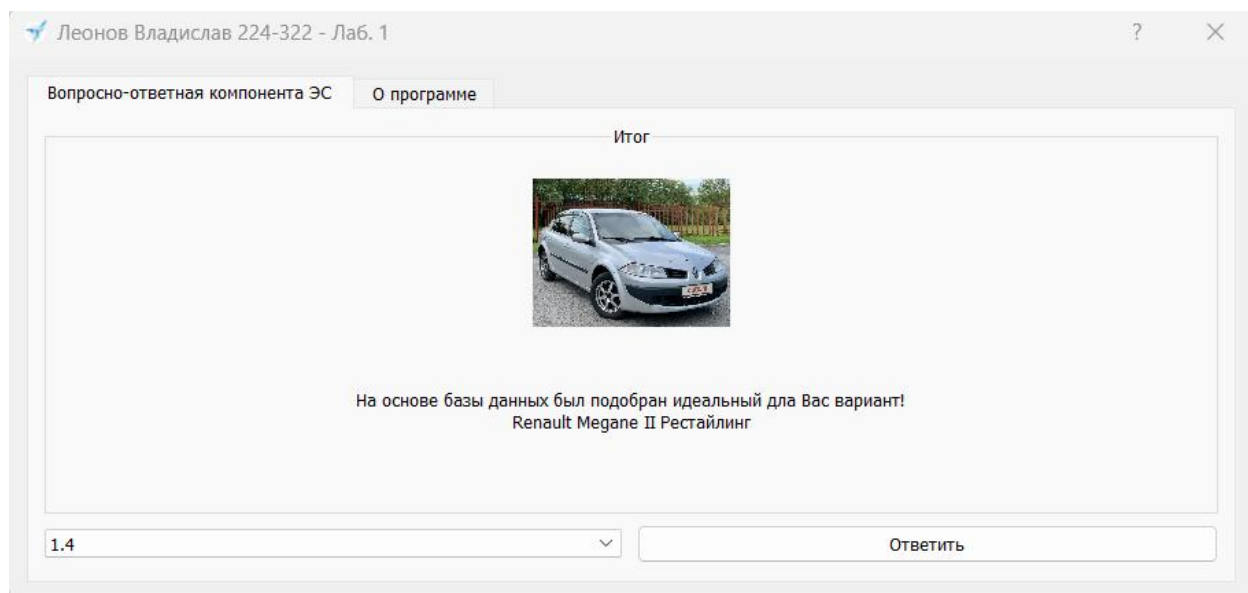 Леонов Владислав 224-322 - Лаб. 1
?
Вопросно-ответная компонента ЭС
О программе
Итог
На основе базы данных был подобран идеальный дла Вас вариант!
Renault Megane II Рестайлинг
1.4
Ответить